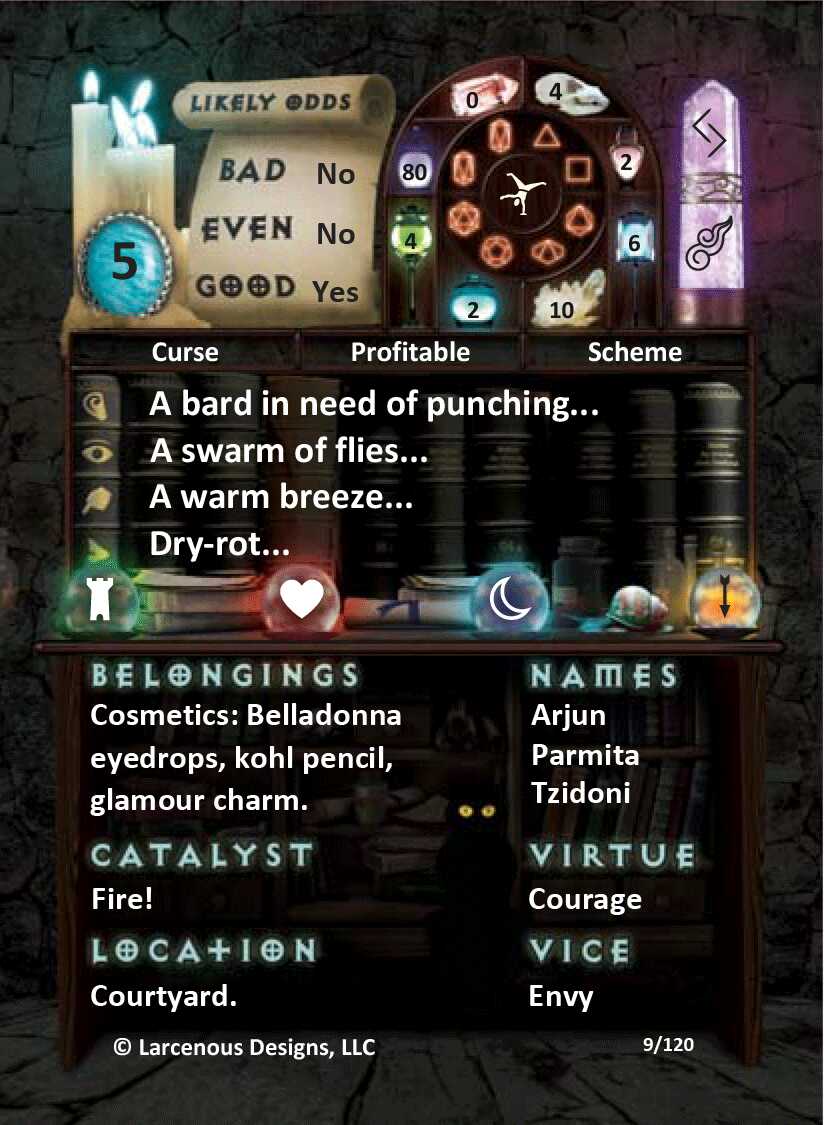 LIKELY ODDS
BAD No
EVEN No
GOOD Yes
5
0
4
80
2
4
6
2
10
Curse Profitable Scheme
A bard in need of punching...
A swarm of flies...
A warm breeze...
Dry-rot...
BELONGINGS
Cosmetics: Belladonna
eyedrops, kohl pencil,
glamour charm.
NAMES
Arjun
Parmita
Tzidoni
CATALYST
Fire!
VIRTUE
Courage
LOCATION
Courtyard.
VICE
Envy
© Larcenous Designs, LLC
9/120